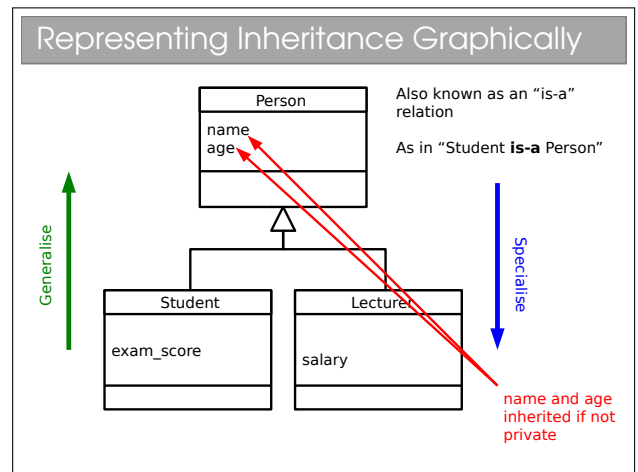 Representing Inheritance Graphically
Person
name
age
Also known as an “is-a”
relation
As in “Student is-a Person”
Generalise
Specialise
Student
exam_score
Lecturer
salary
name and age
inherited if not
private